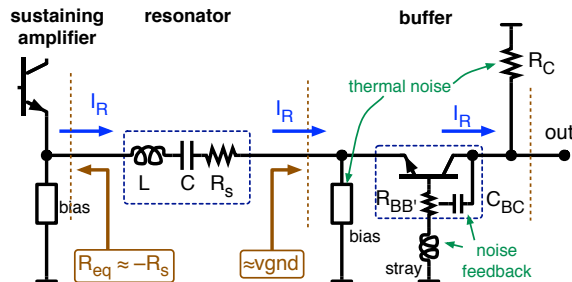 sustaining
amplifier
resonator
buffer
I_R
I_R
I_R
thermal noise
R_C
out
L
C
R_s
bias
bias
R_BB'
C_BC
R_eq ≈ −R_s
≈vgnd
stray
noise
feedback